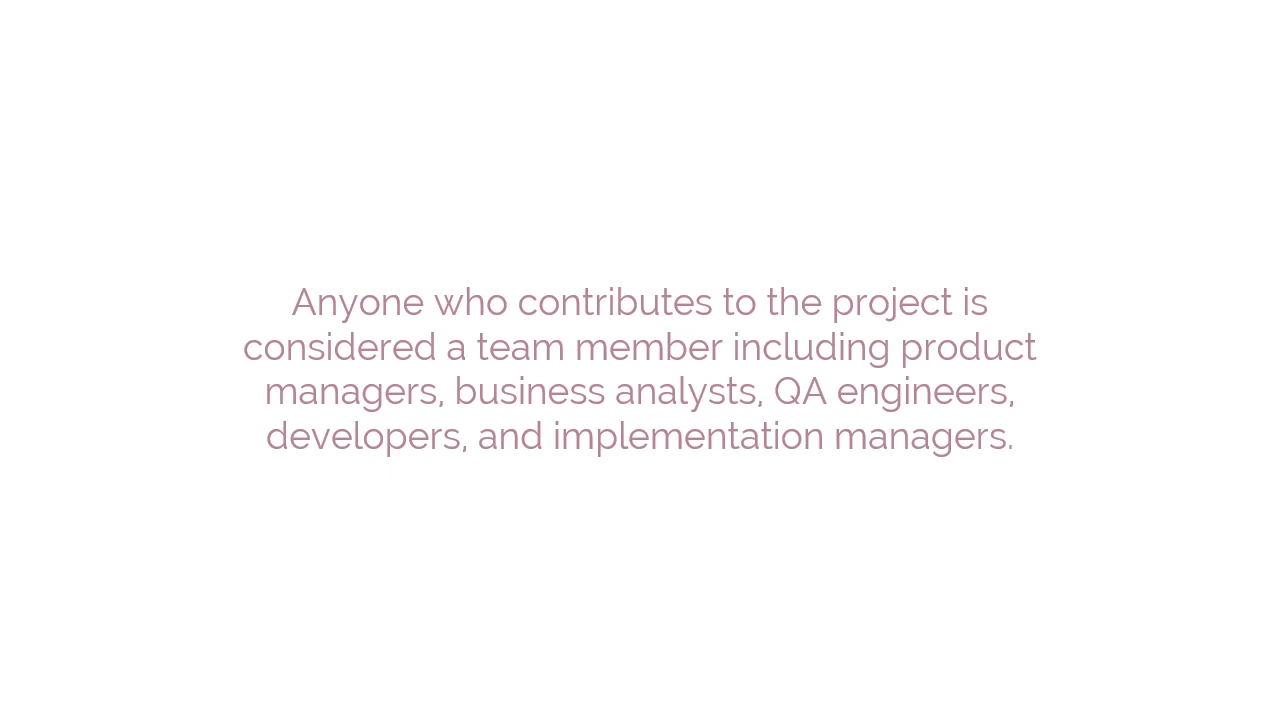 Anyone who contributes to the project is
considered a team member including product
managers, business analysts, QA engineers,
developers, and implementation managers.